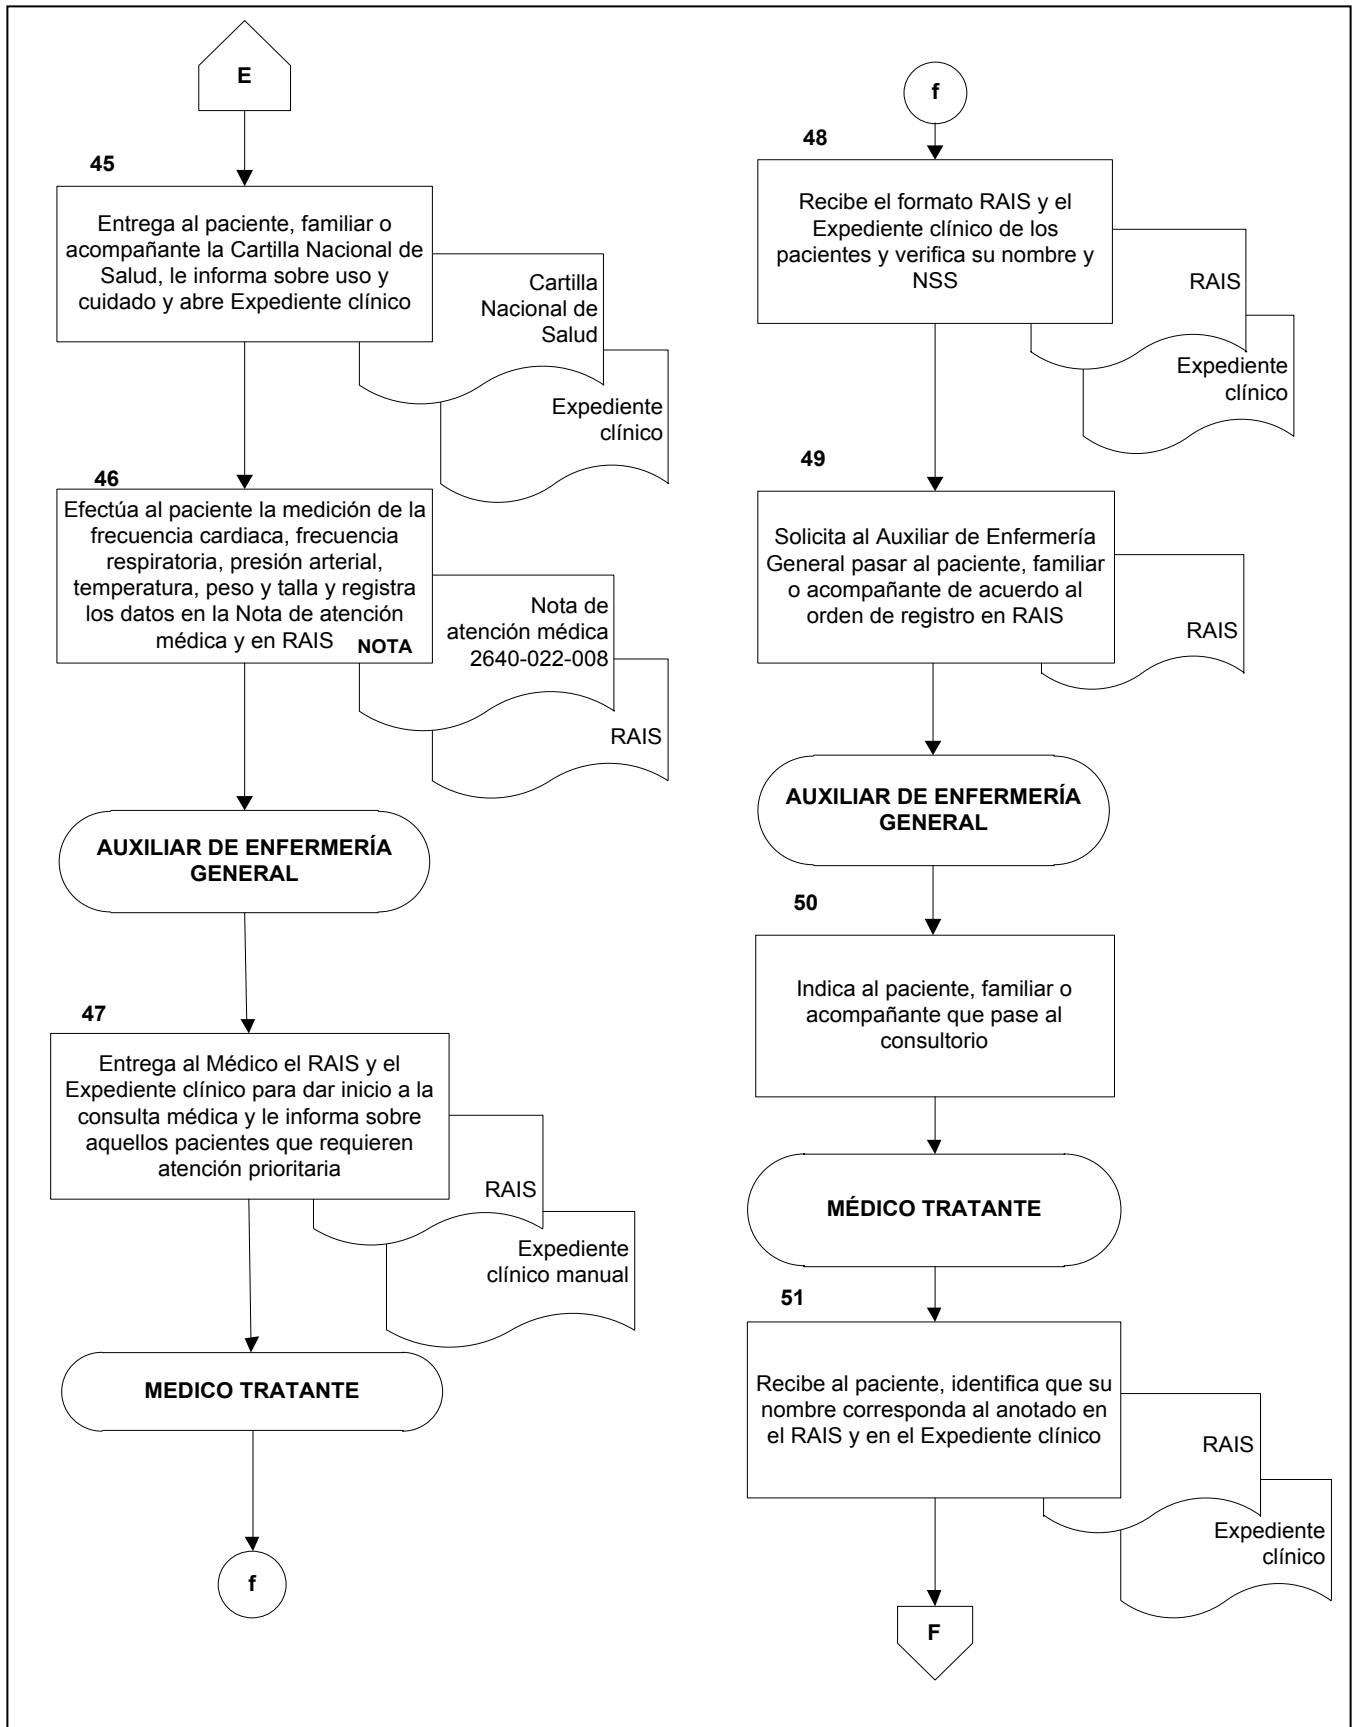 E
45
Entrega al paciente, familiar o
acompañante la Cartilla Nacional de
Salud, le informa sobre uso y
cuidado y abre Expediente clínico
Cartilla
Nacional de
Salud
Expediente
clínico
46
Efectúa al paciente la medición de la
frecuencia cardiaca, frecuencia
respiratoria, presión arterial,
temperatura, peso y talla y registra
los datos en la Nota de atención
médica y en RAIS NOTA
Nota de
atención médica
2640-022-008
RAIS
AUXILIAR DE ENFERMERÍA
GENERAL
47
Entrega al Médico el RAIS y el
Expediente clínico para dar inicio a la
consulta médica y le informa sobre
aquellos pacientes que requieren
atención prioritaria
RAIS
Expediente
clínico manual
MEDICO TRATANTE
f
f
48
Recibe el formato RAIS y el
Expediente clínico de los
pacientes y verifica su nombre y
NSS
RAIS
Expediente
clínico
49
Solicita al Auxiliar de Enfermería
General pasar al paciente, familiar
o acompañante de acuerdo al
orden de registro en RAIS
RAIS
AUXILIAR DE ENFERMERÍA
GENERAL
50
Indica al paciente, familiar o
acompañante que pase al
consultorio
MÉDICO TRATANTE
51
Recibe al paciente, identifica que su
nombre corresponda al anotado en
el RAIS y en el Expediente clínico
RAIS
Expediente
clínico
F